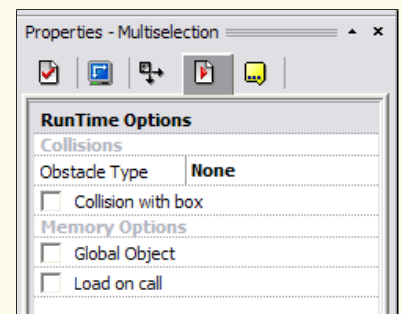 Properties - Multiselection
RunTime Options
Collisions
Obstacle Type None
Collision with box
Memory Options
Global Object
Load on call